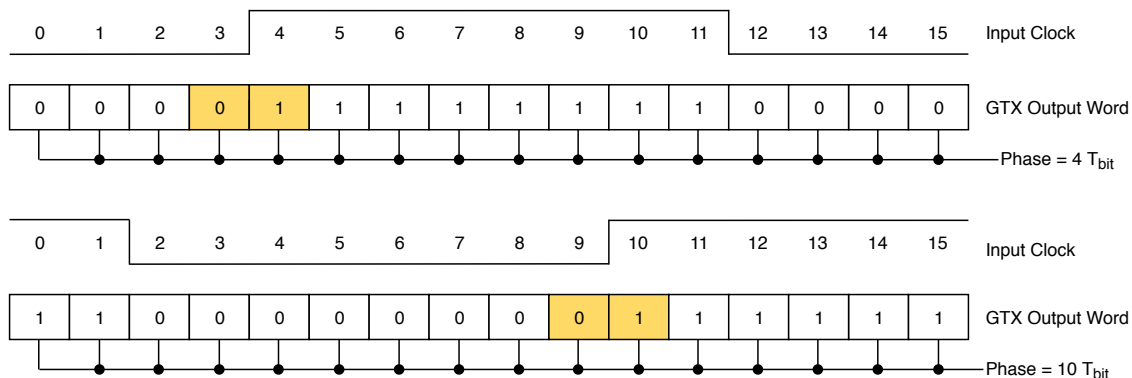 0 1 2 3 4 5 6 7 8 9 10 11 12 13 14 15 Input Clock
0 0 0 0 1 1 1 1 1 1 1 1 0 0 0 0 GTX Output Word
Phase = 4 Tbit
0 1 2 3 4 5 6 7 8 9 10 11 12 13 14 15 Input Clock
1 1 0 0 0 0 0 0 0 0 1 1 1 1 1 1 GTX Output Word
Phase = 10 Tbit